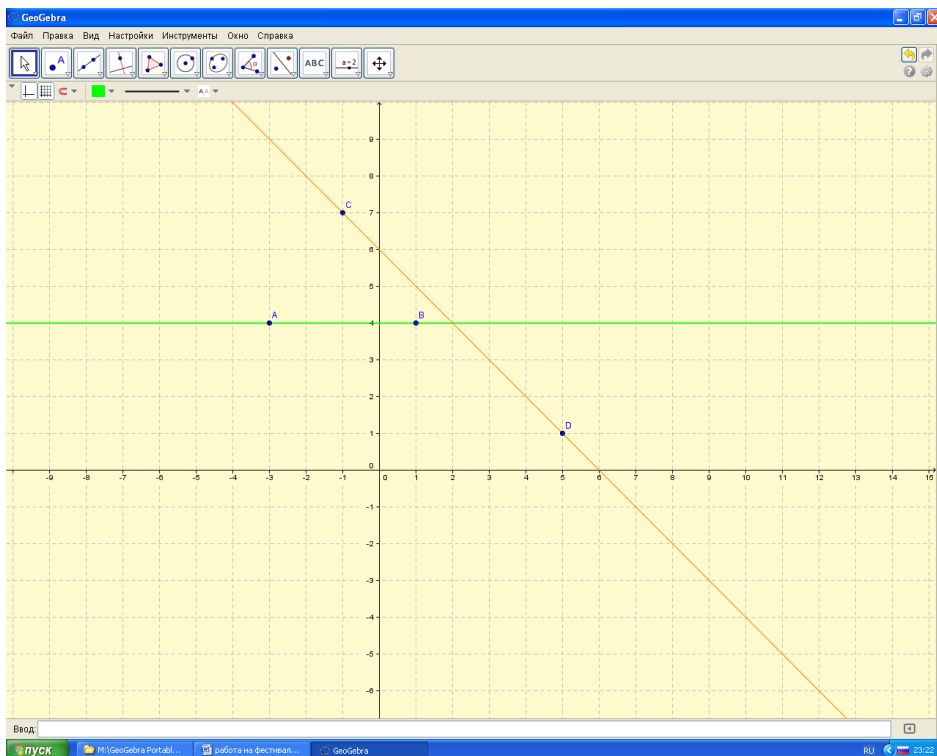 GeoGebra
Файл Правка Вид Настройки Инструменты Окно Справка
A ABC a=2
A A
9
8
C
7
6
5
A B
4
3
2
D
1
0
-9 -8 -7 -6 -5 -4 -3 -2 -1 0 1 2 3 4 5 6 7 8 9 10 11 12 13 14 15
-1
-2
-3
-4
-5
-6
Ввод:
пуск M:\GeoGebra Portabl... работа на фестивал... GeoGebra RU 23:22